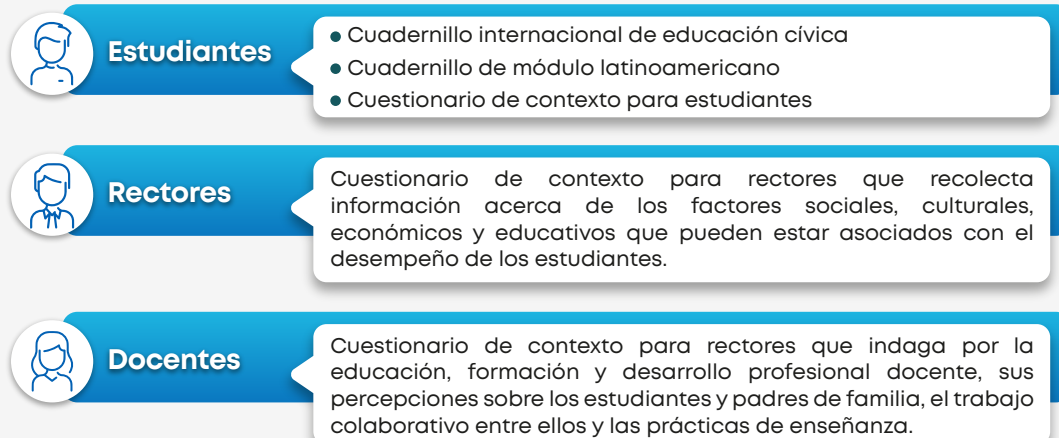 Estudiantes
• Cuadernillo internacional de educación cívica
• Cuadernillo de módulo latinoamericano
• Cuestionario de contexto para estudiantes
Rectores
Cuestionario de contexto para rectores que recolecta
información acerca de los factores sociales, culturales,
económicos y educativos que pueden estar asociados con el
desempeño de los estudiantes.
Docentes
Cuestionario de contexto para rectores que indaga por la
educación, formación y desarrollo profesional docente, sus
percepciones sobre los estudiantes y padres de familia, el trabajo
colaborativo entre ellos y las prácticas de enseñanza.